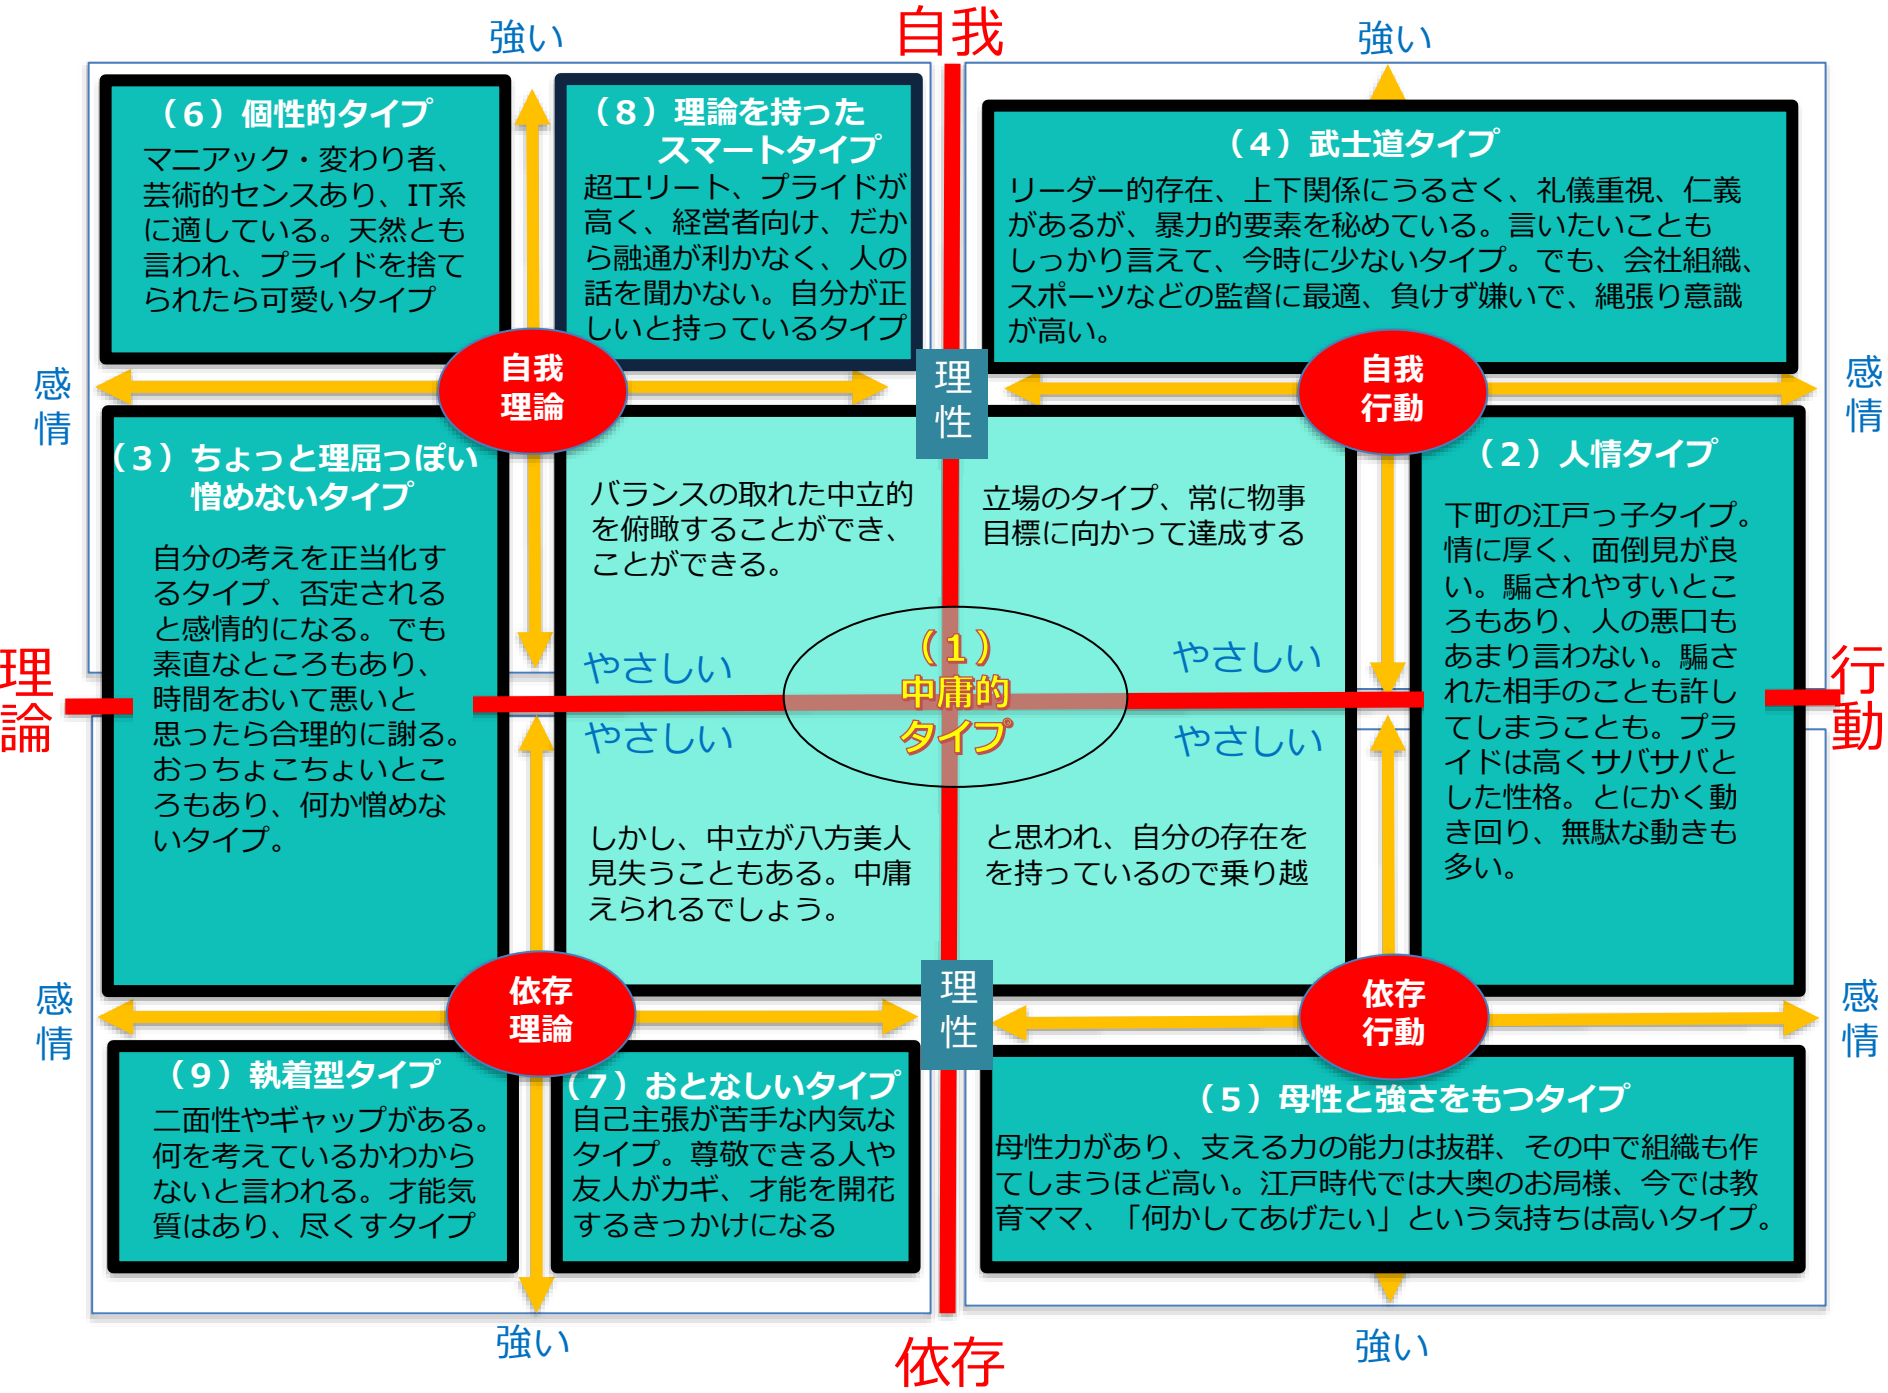 自我
強い
強い
（６）個性的タイプ
マニアック・変わり者、
芸術的センスあり、IT系
に適している。天然とも
言われ、プライドを捨て
られたら可愛いタイプ
（８）理論を持った
スマートタイプ
超エリート、プライドが
高く、経営者向け、だか
ら融通が利かなく、人の
話を聞かない。自分が正
しいと持っているタイプ
（４）武士道タイプ
リーダー的存在、上下関係にうるさく、礼儀重視、仁義
があるが、暴力的要素を秘めている。言いたいことも
しっかり言えて、今時に少ないタイプ。でも、会社組織、
スポーツなどの監督に最適、負けず嫌いで、縄張り意識
が高い。
感情
自我
理論
理性
自我
行動
感情
（３）ちょっと理屈っぽい
憎めないタイプ
自分の考えを正当化す
るタイプ、否定される
と感情的になる。でも
素直なところもあり、
時間をおいて悪いと
思ったら合理的に謝る。
おっちょこちょいとこ
ろもあり、何か憎めな
いタイプ。
バランスの取れた中立的
を俯瞰することができ、
ことができる。
立場のタイプ、常に物事
目標に向かって達成する
（２）人情タイプ
下町の江戸っ子タイプ。
情に厚く、面倒見が良
い。騙されやすいとこ
ろもあり、人の悪口も
あまり言わない。騙さ
れた相手のことも許し
てしまうことも。プラ
イドは高くサバサバと
した性格。とにかく動
き回り、無駄な動きも
多い。
理論
やさしい
やさしい
（１）
中庸的
タイプ
やさしい
やさしい
行動
しかし、中立が八方美人
見失うこともある。中庸
えられるでしょう。
と思われ、自分の存在を
を持っているので乗り越
感情
依存
理論
理性
依存
行動
感情
（９）執着型タイプ
二面性やギャップがある。
何を考えているかわから
ないと言われる。才能気
質はあり、尽くすタイプ
（７）おとなしいタイプ
自己主張が苦手な内気な
タイプ。尊敬できる人や
友人がカギ、才能を開花
するきっかけになる
（５）母性と強さをもつタイプ
母性力があり、支える力の能力は抜群、その中で組織も作
てしまうほど高い。江戸時代では大奥のお局様、今では教
育ママ、「何かしてあげたい」という気持ちは高いタイプ。
強い
強い
依存